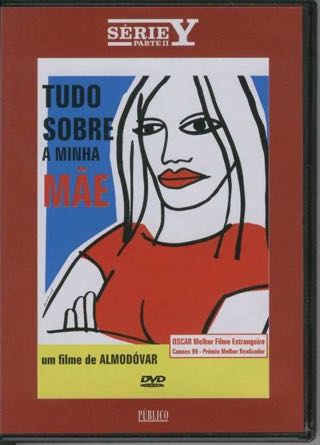 SÉRIE Y
PARTE II
TUDO
SOBRE
A MINHA
MÃE
um filme de ALMODÓVAR
OSCAR Melhor Filme Estrangeiro
Cannes 99 - Prémio Melhor Realizador
DVD
PÚBLICO